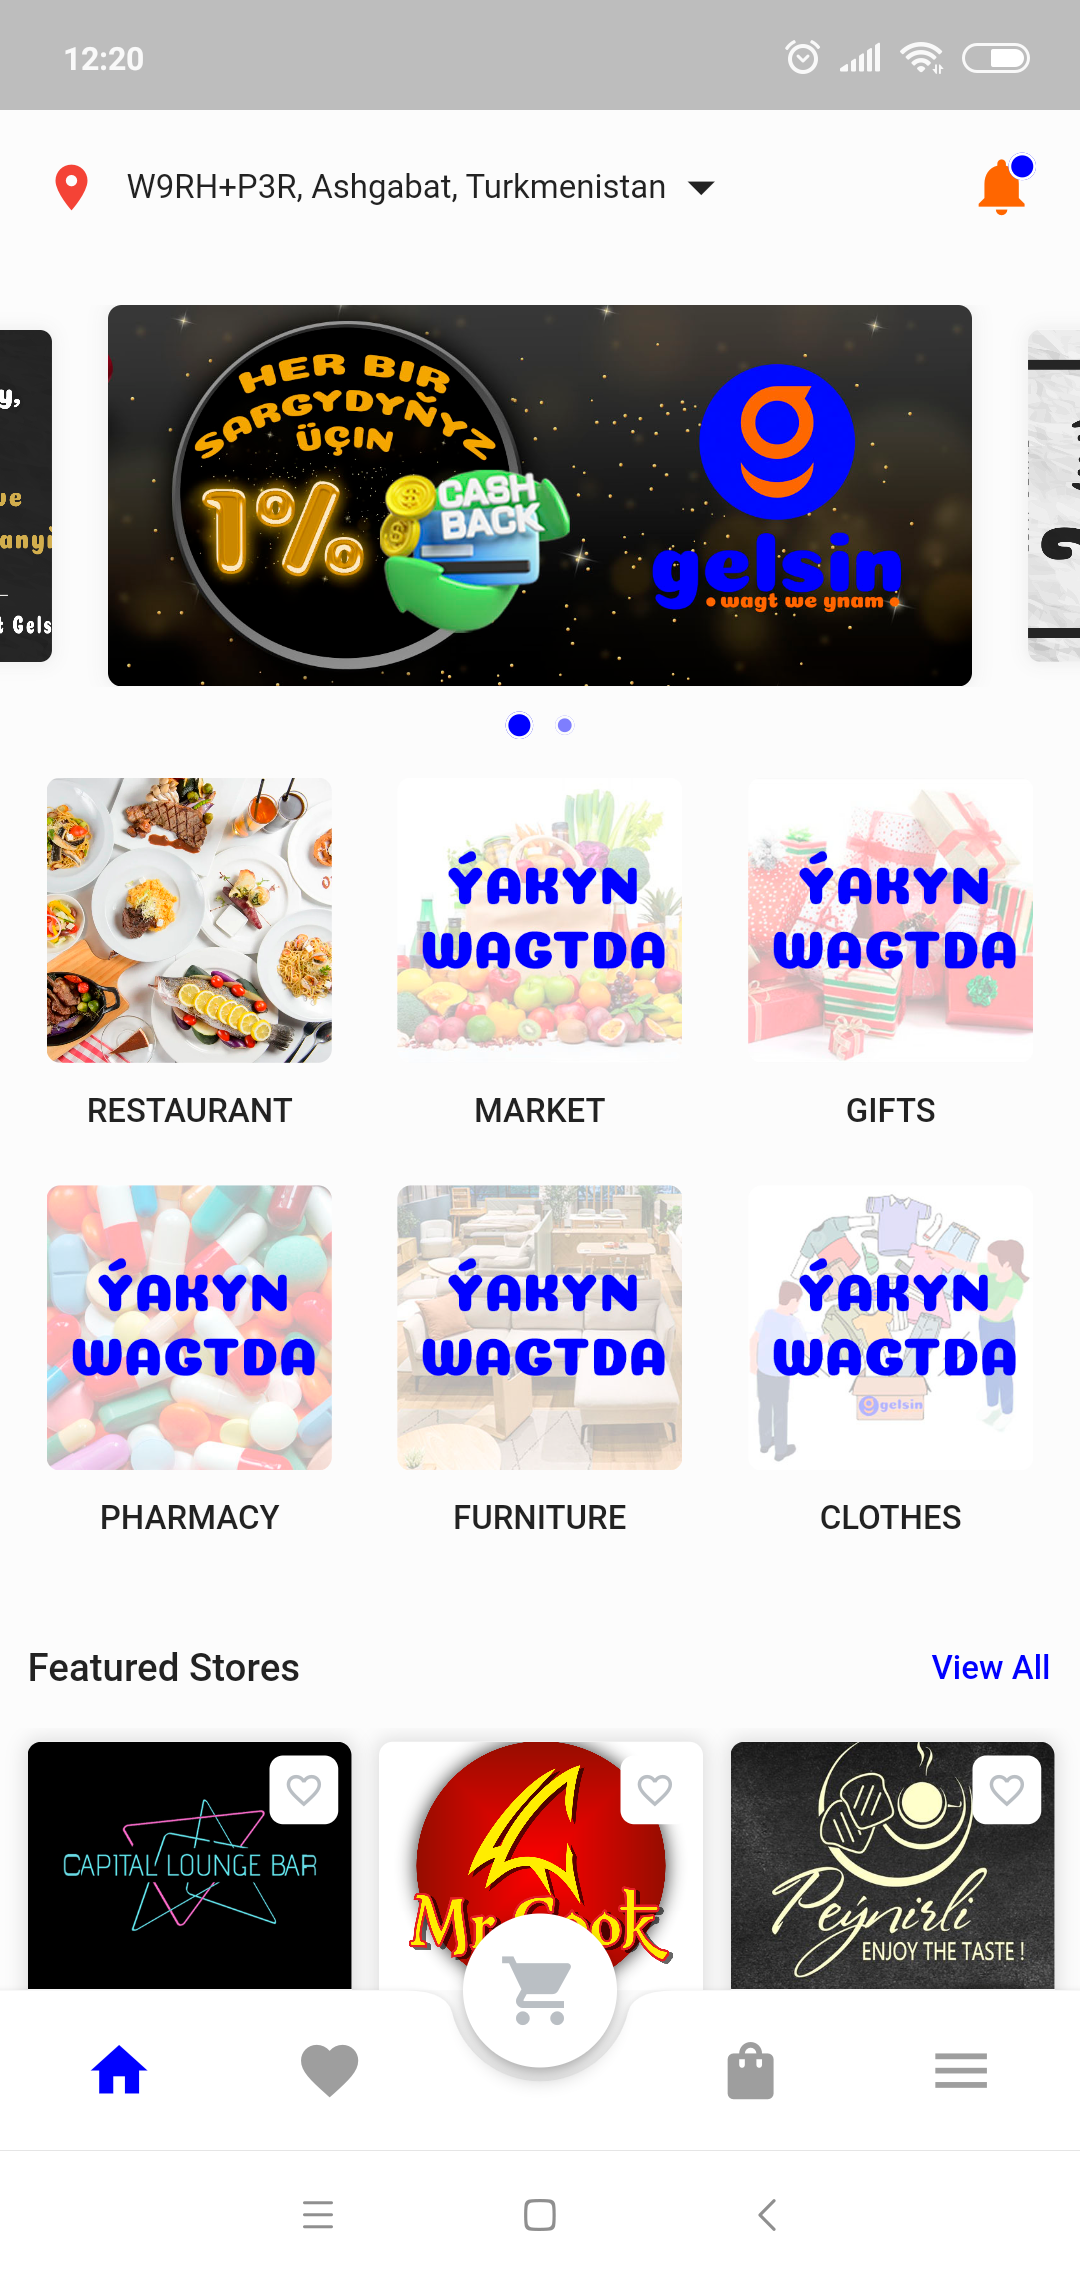 12:20
W9RH+P3R, Ashgabat, Turkmenistan
y,
we
anyň
t Gels
HER BIR
SARGYDYŇYZ
ÜÇIN
1%
CASH
BACK
gelsin
• wagt we ynam •
ÝAKYN
WAGTDA
ÝAKYN
WAGTDA
RESTAURANT
MARKET
GIFTS
ÝAKYN
WAGTDA
ÝAKYN
WAGTDA
ÝAKYN
WAGTDA
gelsin
PHARMACY
FURNITURE
CLOTHES
Featured Stores
View All
CAPITAL LOUNGE BAR
Mr.Cook
Peýnirli
ENJOY THE TASTE !